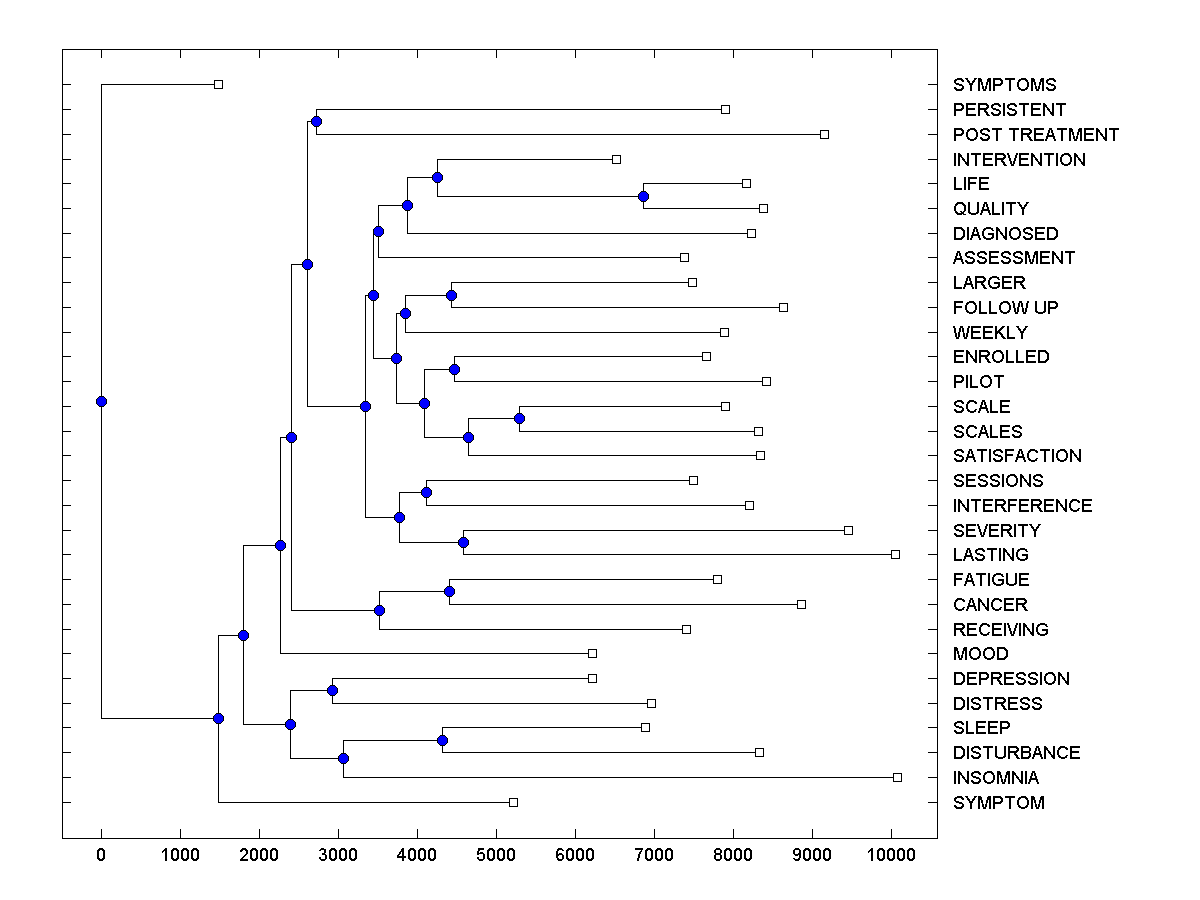 SYMPTOMS
PERSISTENT
POST TREATMENT
INTERVENTION
LIFE
QUALITY
DIAGNOSED
ASSESSMENT
LARGER
FOLLOW UP
WEEKLY
ENROLLED
PILOT
SCALE
SCALES
SATISFACTION
SESSIONS
INTERFERENCE
SEVERITY
LASTING
FATIGUE
CANCER
RECEIVING
MOOD
DEPRESSION
DISTRESS
SLEEP
DISTURBANCE
INSOMNIA
SYMPTOM
0 1000 2000 3000 4000 5000 6000 7000 8000 9000 10000